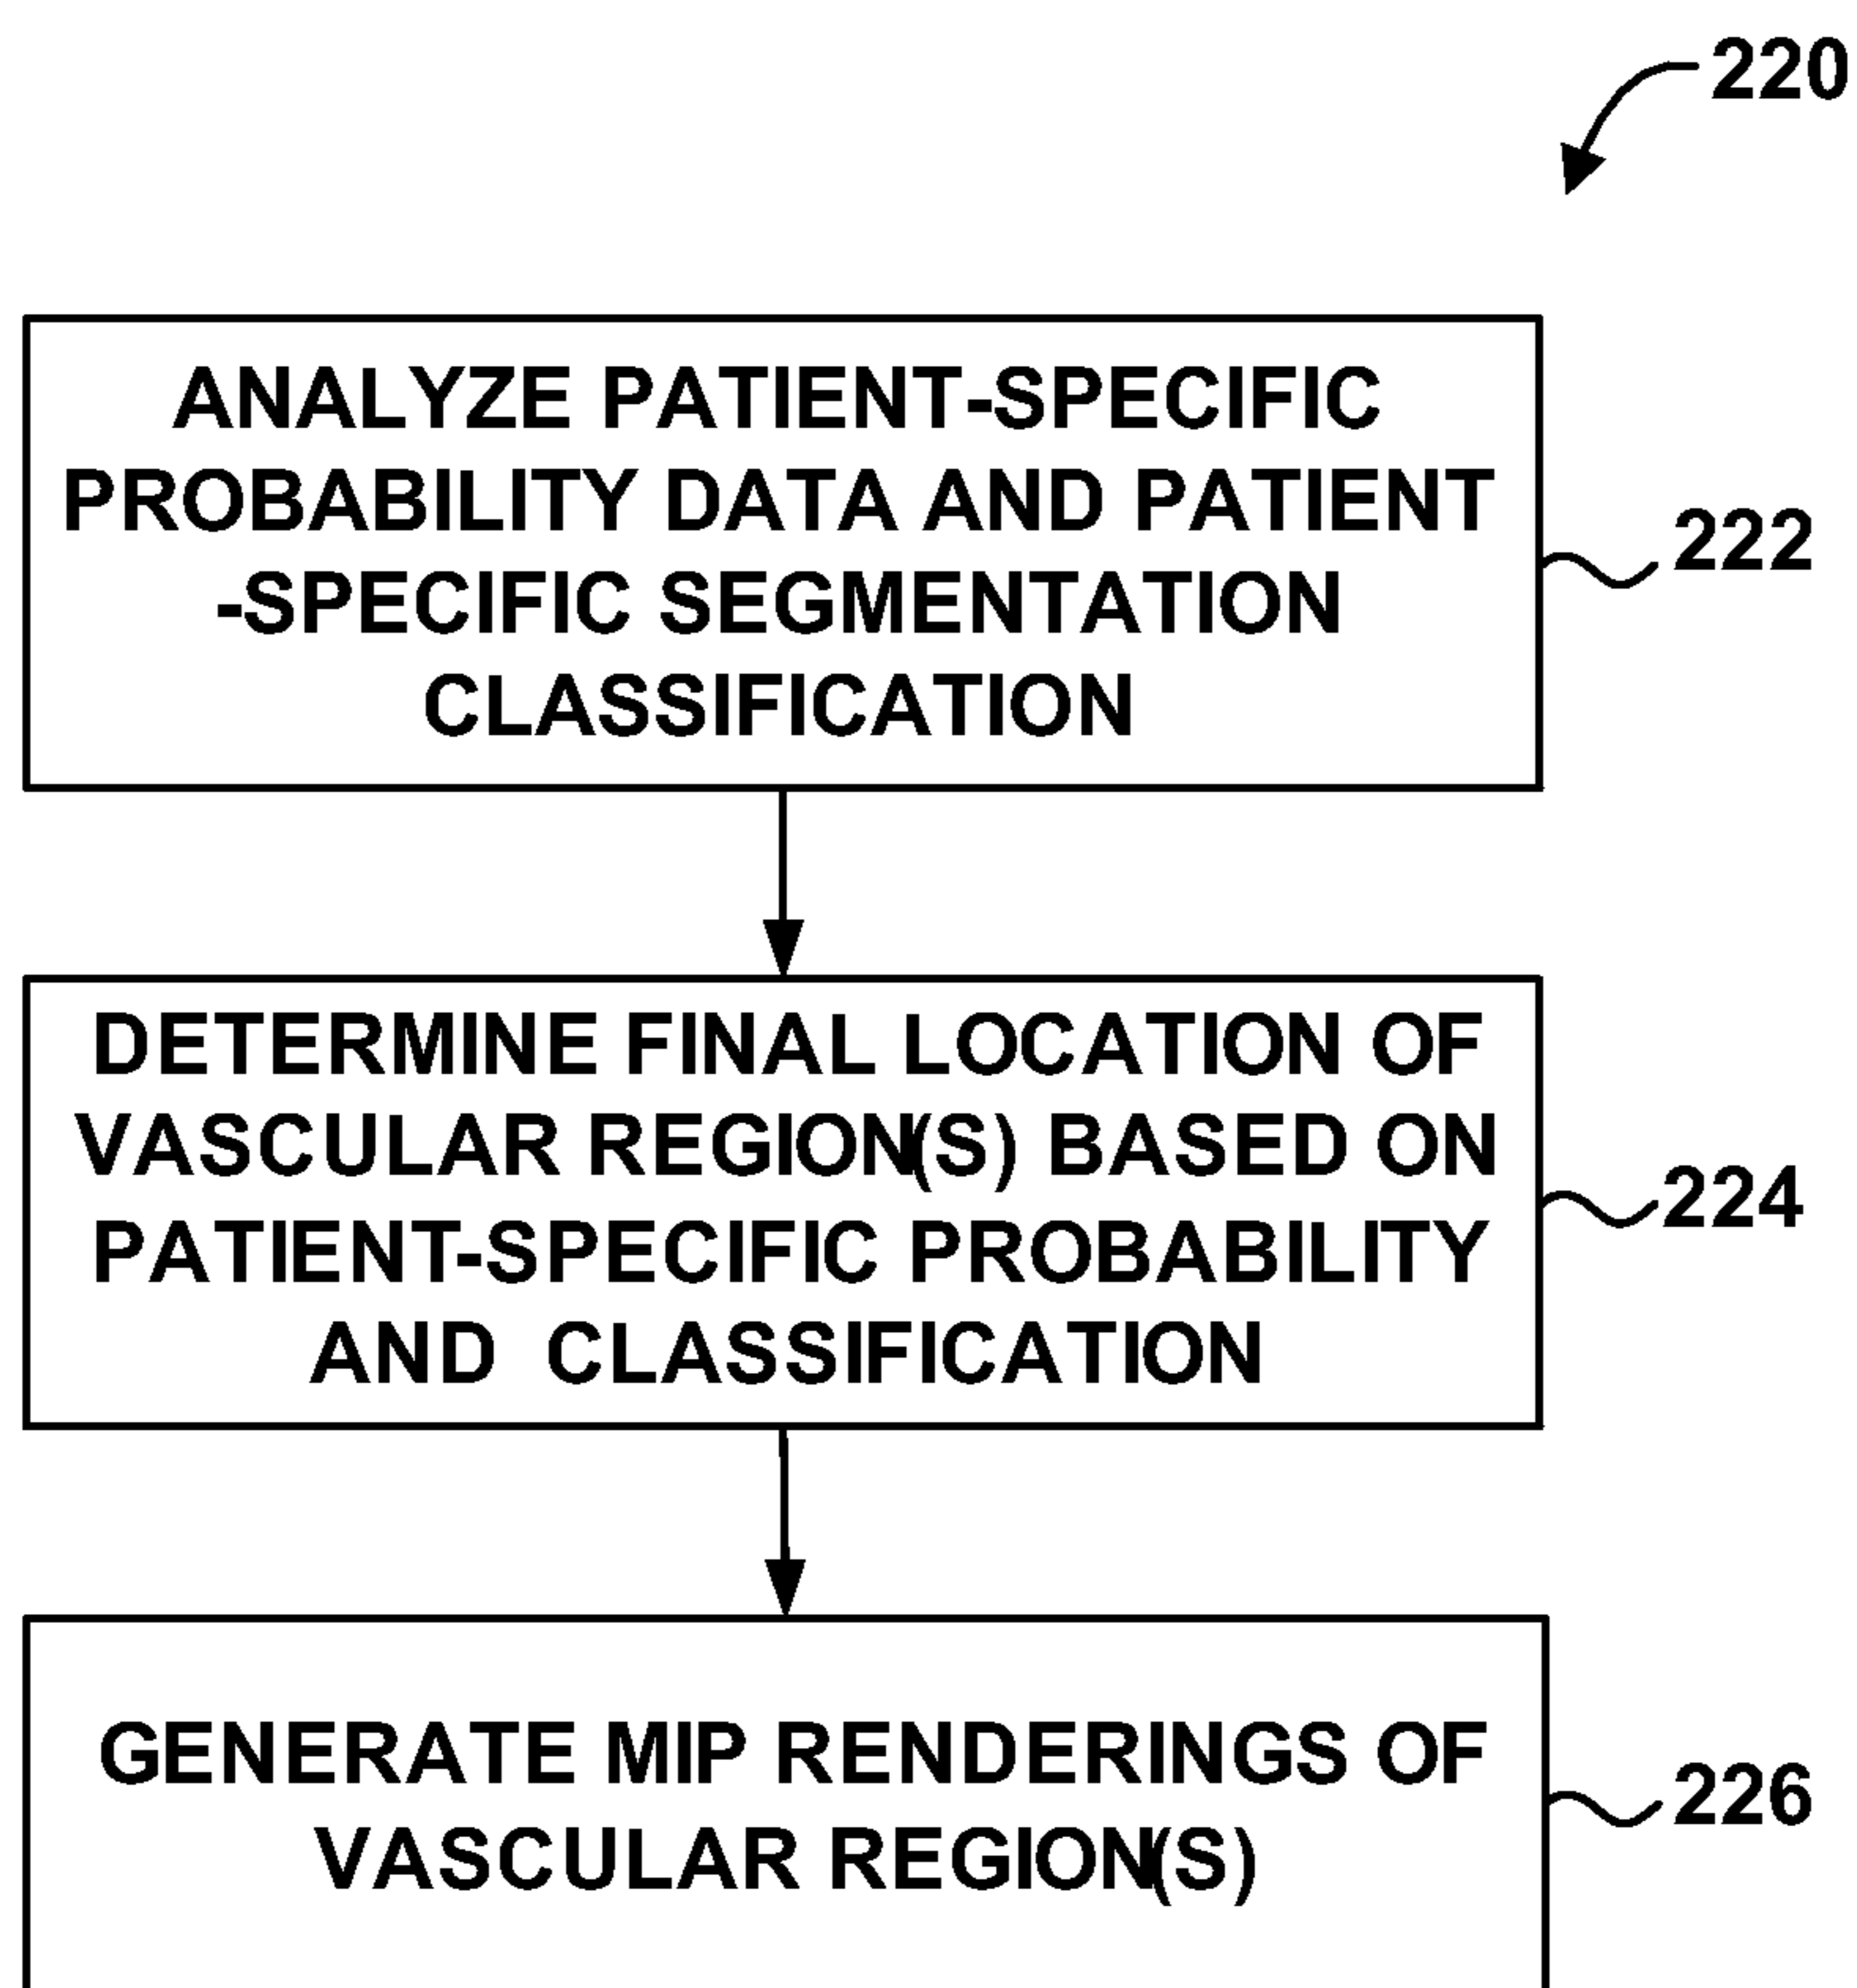 220
ANALYZE PATIENT-SPECIFIC
PROBABILITY DATA AND PATIENT
-SPECIFIC SEGMENTATION
CLASSIFICATION
222
DETERMINE FINAL LOCATION OF
VASCULAR REGION(S) BASED ON
PATIENT-SPECIFIC PROBABILITY
AND CLASSIFICATION
224
GENERATE MIP RENDERINGS OF
VASCULAR REGION(S)
226